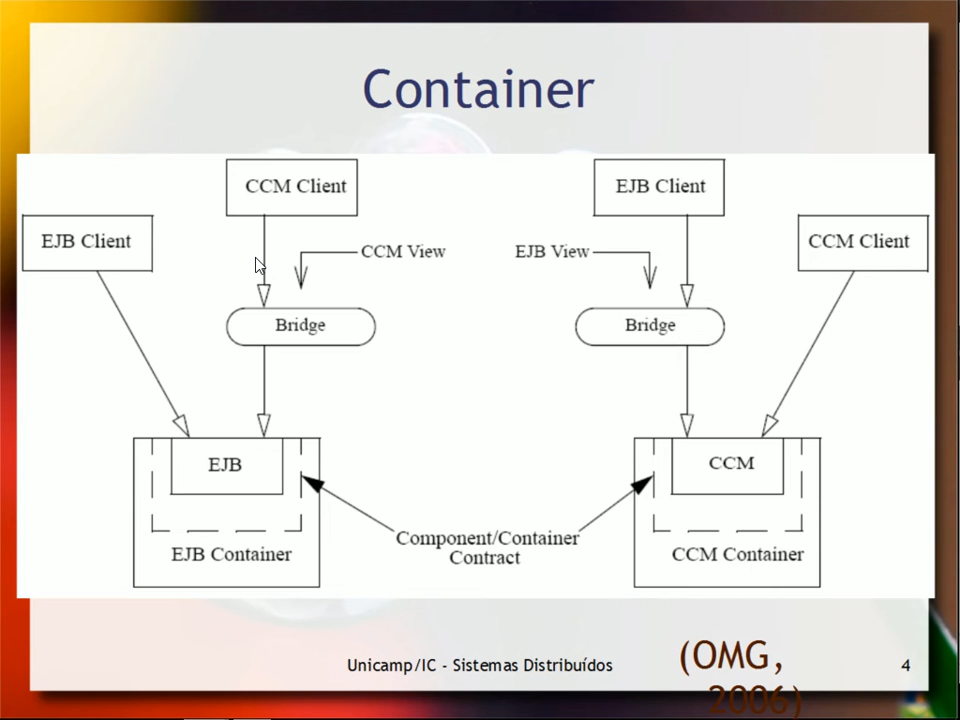 Container
CCM Client
EJB Client
EJB Client
CCM Client
CCM View
EJB View
Bridge
Bridge
EJB
CCM
Component/Container
Contract
EJB Container
CCM Container
Unicamp/IC - Sistemas Distribuídos
(OMG,
2006)
4